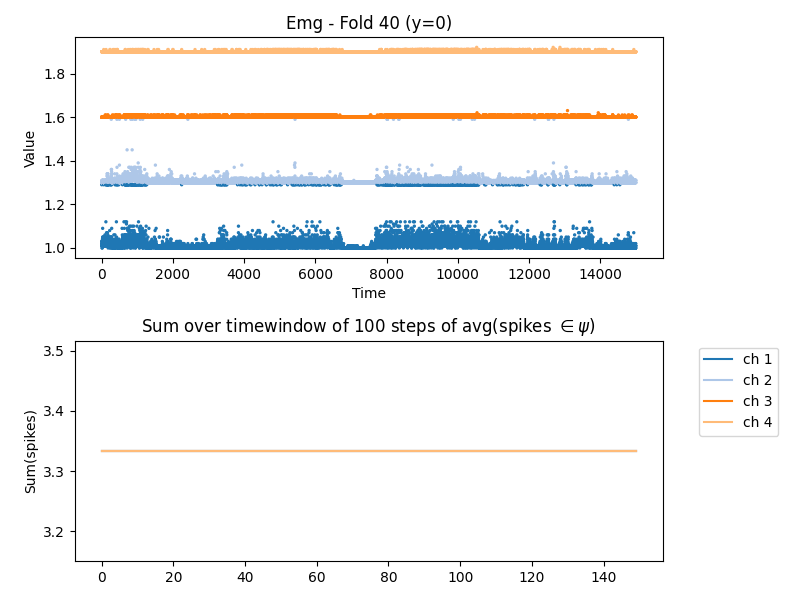 Emg - Fold 40 (y=0)
Value
1.8
1.6
1.4
1.2
1.0
0 2000 4000 6000 8000 10000 12000 14000
Time
Sum over timewindow of 100 steps of avg(spikes ∈ψ)
Sum(spikes)
3.5
3.4
3.3
3.2
0 20 40 60 80 100 120 140
ch 1
ch 2
ch 3
ch 4